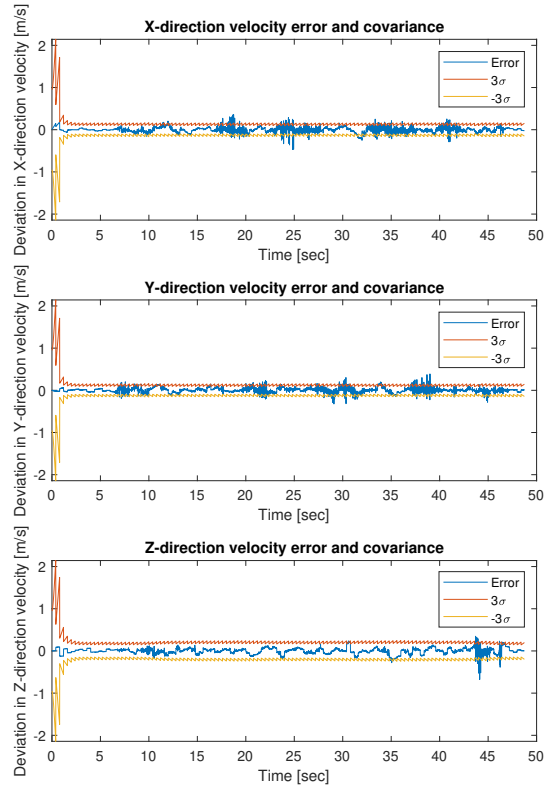 X-direction velocity error and covariance
Deviation in X-direction velocity [m/s]
2
1
0
-1
-2
Error
3σ
-3σ
0 5 10 15 20 25 30 35 40 45 50
Time [sec]
Y-direction velocity error and covariance
Deviation in Y-direction velocity [m/s]
2
1
0
-1
-2
Error
3σ
-3σ
0 5 10 15 20 25 30 35 40 45 50
Time [sec]
Z-direction velocity error and covariance
Deviation in Z-direction velocity [m/s]
2
1
0
-1
-2
Error
3σ
-3σ
0 5 10 15 20 25 30 35 40 45 50
Time [sec]